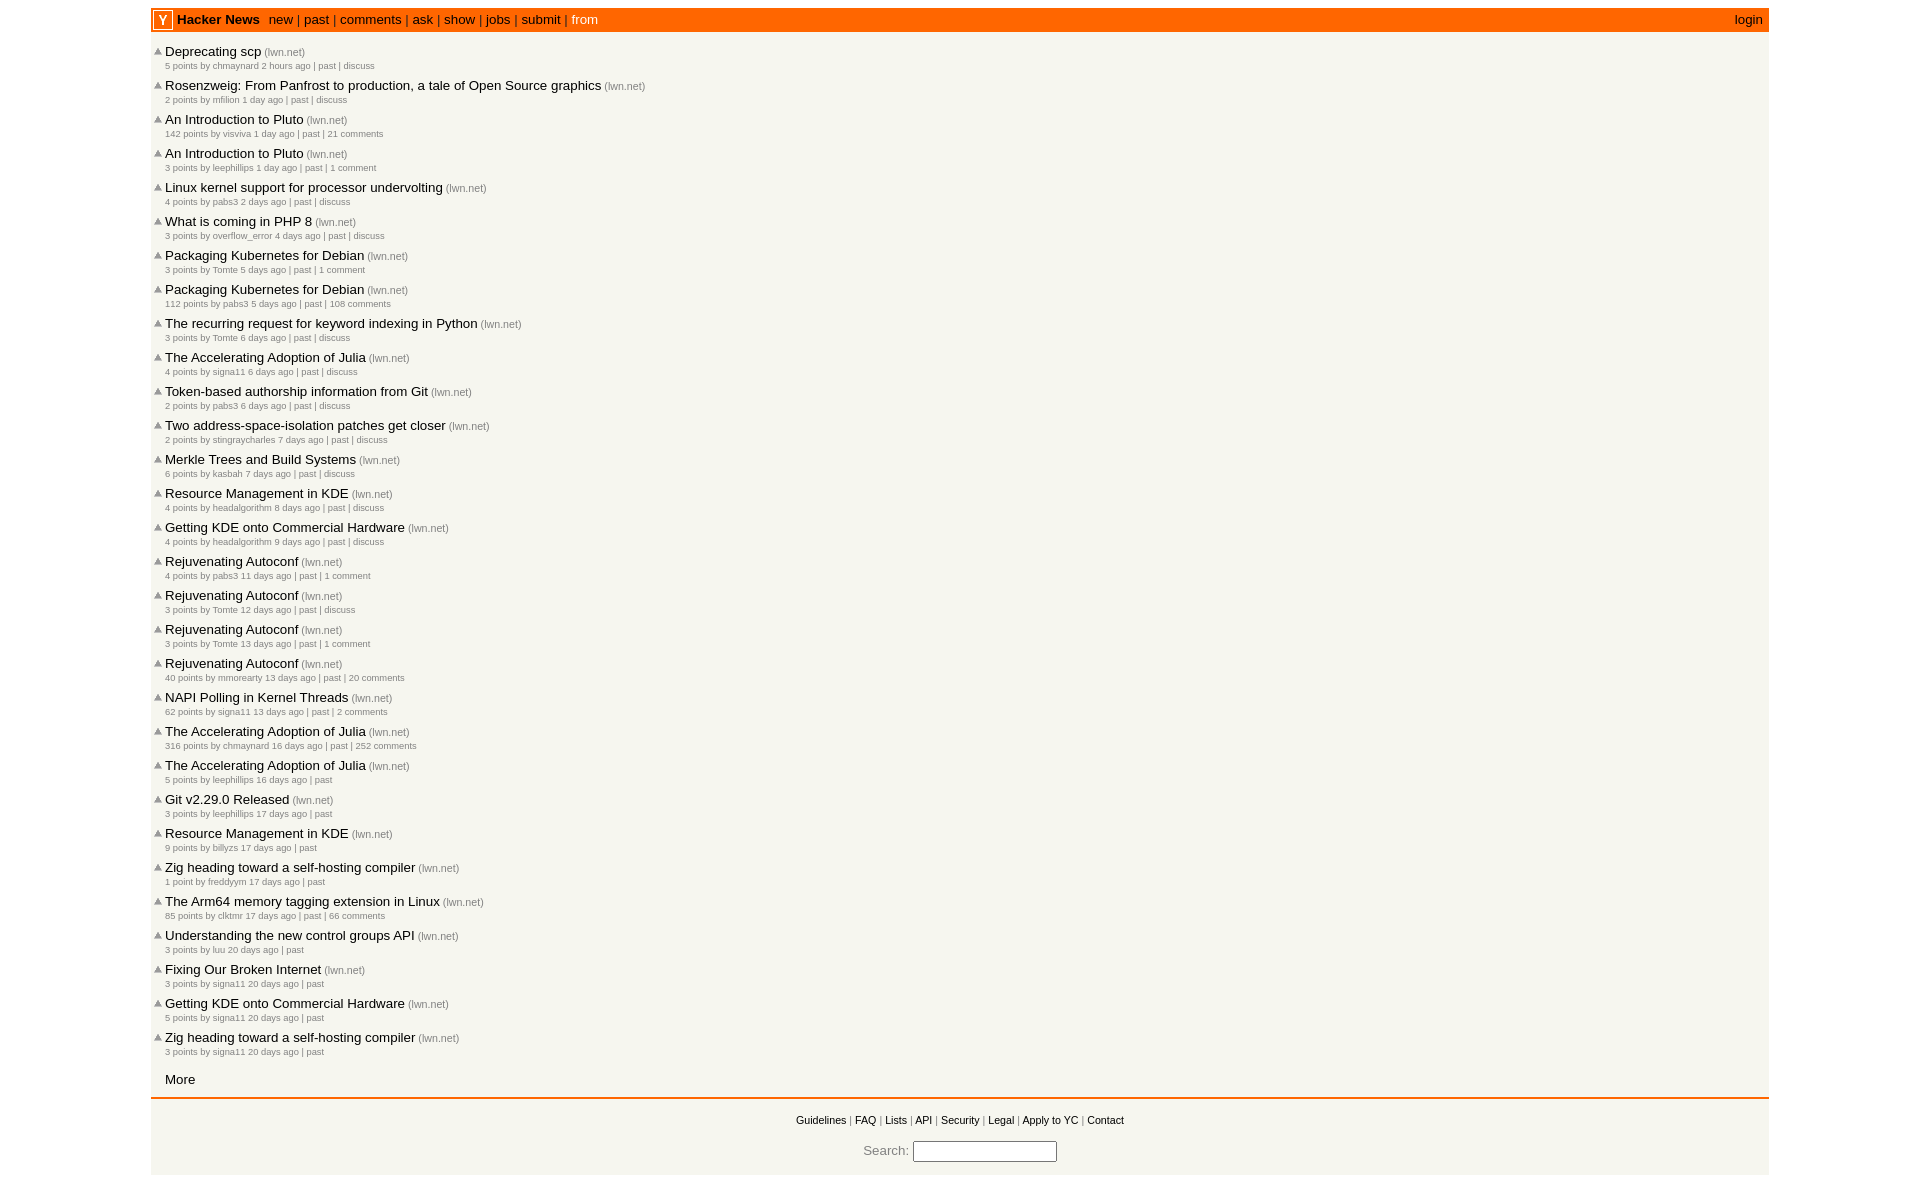 Y Hacker News new | past | comments | ask | show | jobs | submit | from login
Deprecating scp (lwn.net)
5 points by chmaynard 2 hours ago | past | discuss
Rosenzweig: From Panfrost to production, a tale of Open Source graphics (lwn.net)
2 points by mfilion 1 day ago | past | discuss
An Introduction to Pluto (lwn.net)
142 points by visviva 1 day ago | past | 21 comments
An Introduction to Pluto (lwn.net)
3 points by leephillips 1 day ago | past | 1 comment
Linux kernel support for processor undervolting (lwn.net)
4 points by pabs3 2 days ago | past | discuss
What is coming in PHP 8 (lwn.net)
3 points by overflow_error 4 days ago | past | discuss
Packaging Kubernetes for Debian (lwn.net)
3 points by Tomte 5 days ago | past | 1 comment
Packaging Kubernetes for Debian (lwn.net)
112 points by pabs3 5 days ago | past | 108 comments
The recurring request for keyword indexing in Python (lwn.net)
3 points by Tomte 6 days ago | past | discuss
The Accelerating Adoption of Julia (lwn.net)
4 points by signa11 6 days ago | past | discuss
Token-based authorship information from Git (lwn.net)
2 points by pabs3 6 days ago | past | discuss
Two address-space-isolation patches get closer (lwn.net)
2 points by stingraycharles 7 days ago | past | discuss
Merkle Trees and Build Systems (lwn.net)
6 points by kasbah 7 days ago | past | discuss
Resource Management in KDE (lwn.net)
4 points by headalgorithm 8 days ago | past | discuss
Getting KDE onto Commercial Hardware (lwn.net)
4 points by headalgorithm 9 days ago | past | discuss
Rejuvenating Autoconf (lwn.net)
4 points by pabs3 11 days ago | past | 1 comment
Rejuvenating Autoconf (lwn.net)
3 points by Tomte 12 days ago | past | discuss
Rejuvenating Autoconf (lwn.net)
3 points by Tomte 13 days ago | past | 1 comment
Rejuvenating Autoconf (lwn.net)
40 points by mmorearty 13 days ago | past | 20 comments
NAPI Polling in Kernel Threads (lwn.net)
62 points by signa11 13 days ago | past | 2 comments
The Accelerating Adoption of Julia (lwn.net)
316 points by chmaynard 16 days ago | past | 252 comments
The Accelerating Adoption of Julia (lwn.net)
5 points by leephillips 16 days ago | past
Git v2.29.0 Released (lwn.net)
3 points by leephillips 17 days ago | past
Resource Management in KDE (lwn.net)
9 points by billyzs 17 days ago | past
Zig heading toward a self-hosting compiler (lwn.net)
1 point by freddyym 17 days ago | past
The Arm64 memory tagging extension in Linux (lwn.net)
85 points by clktmr 17 days ago | past | 66 comments
Understanding the new control groups API (lwn.net)
3 points by luu 20 days ago | past
Fixing Our Broken Internet (lwn.net)
3 points by signa11 20 days ago | past
Getting KDE onto Commercial Hardware (lwn.net)
5 points by signa11 20 days ago | past
Zig heading toward a self-hosting compiler (lwn.net)
3 points by signa11 20 days ago | past
More
Guidelines | FAQ | Lists | API | Security | Legal | Apply to YC | Contact
Search: